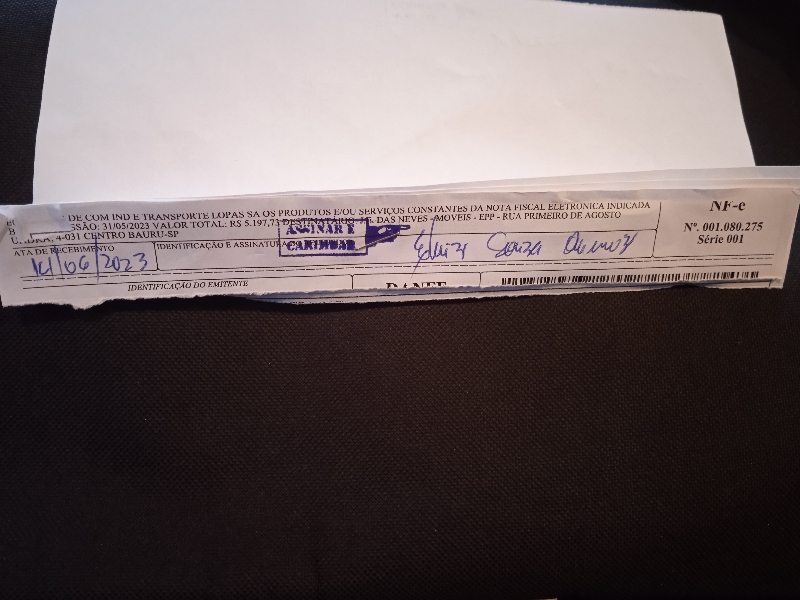 DE COM IND E TRANSPORTE LOPAS SA OS PRODUTOS E/OU SERVIÇOS CONSTANTES DA NOTA FISCAL ELETRÔNICA INDICADA
SSÃO: 31/05/2023 VALOR TOTAL: R$ 5.197,73 DESTINATÁRIO: DAS NEVES - MOVEIS - EPP - RUA PRIMEIRO DE AGOSTO
4-031 CENTRO BAURU-SP
NF-e
Nº. 001.080.275
Série 001
ATA DE RECEBIMENTO
14/06/2023
IDENTIFICAÇÃO E ASSINATURA
ASSINAR E
CARIMBAR
Souza
IDENTIFICAÇÃO DO EMITENTE
DANFE